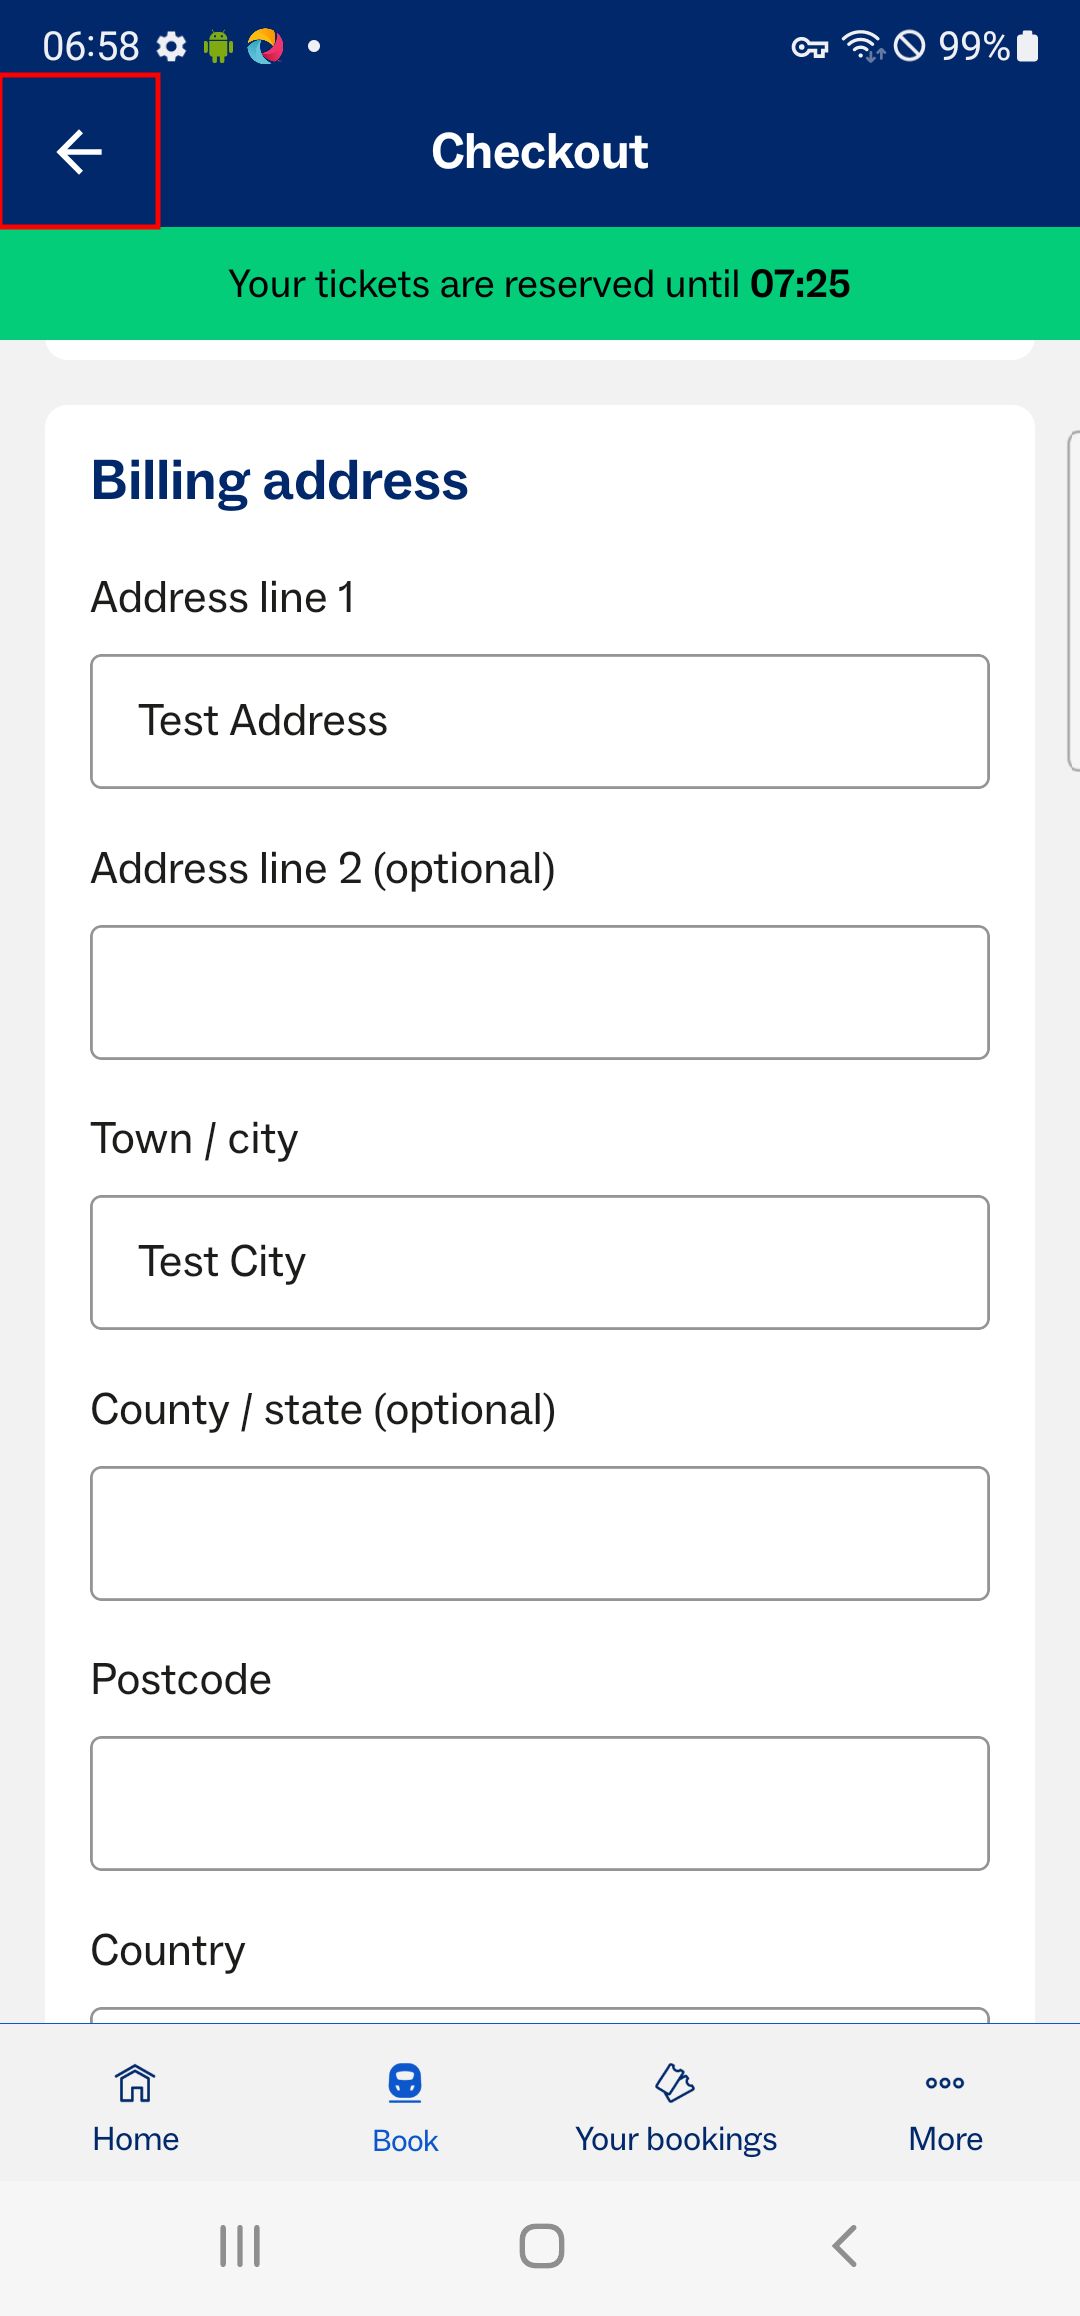 06:58
99%
Checkout
Your tickets are reserved until 07:25
Billing address
Address line 1
Test Address
Address line 2 (optional)
Town / city
Test City
County / state (optional)
Postcode
Country
Home
Book
Your bookings
More